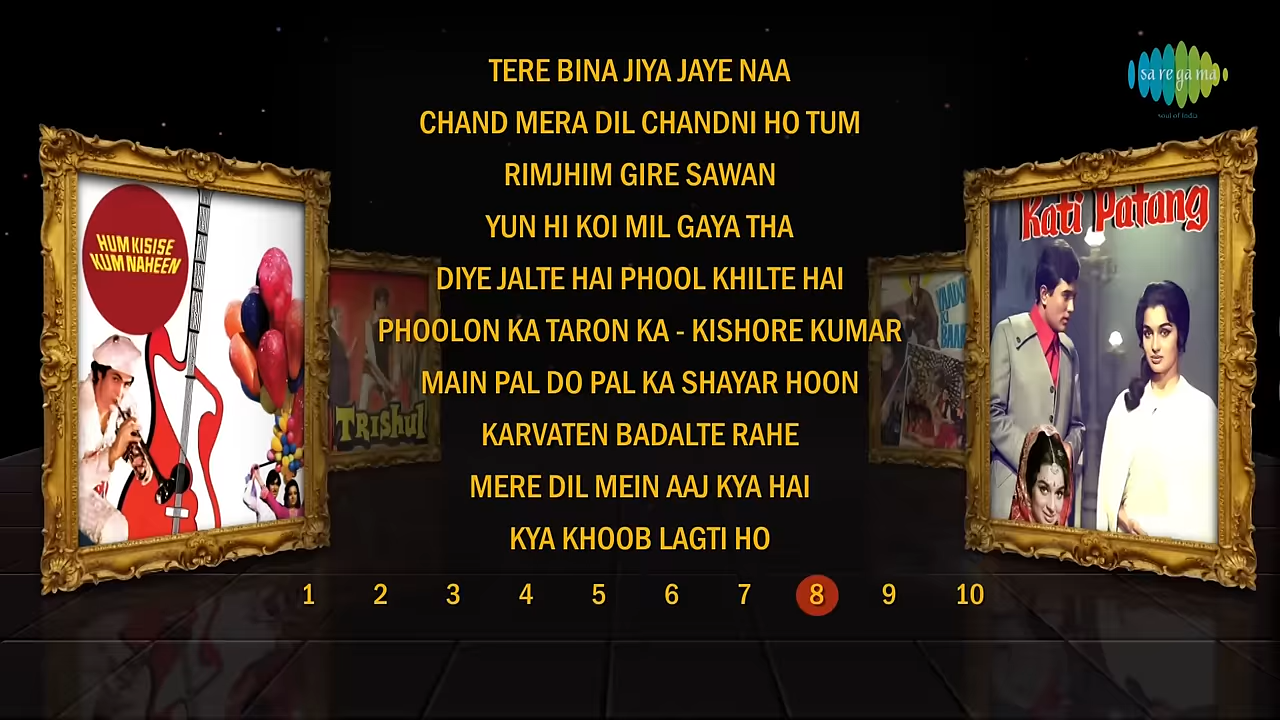 TERE BINA JIYA JAYE NAA
CHAND MERA DIL CHANDNI HO TUM
RIMJHIM GIRE SAWAN
YUN HI KOI MIL GAYA THA
DIYE JALTE HAI PHOOL KHILTE HAI
PHOOLON KA TARON KA - KISHORE KUMAR
MAIN PAL DO PAL KA SHAYAR HOON
KARVATEN BADALTE RAHE
MERE DIL MEIN AAJ KYA HAI
KYA KHOOB LAGTI HO
1 2 3 4 5 6 7 8 9 10
sa re ga ma
soul of India
HUM KISISE
KUM NAHEEN
TRISHUL
Kati Patang